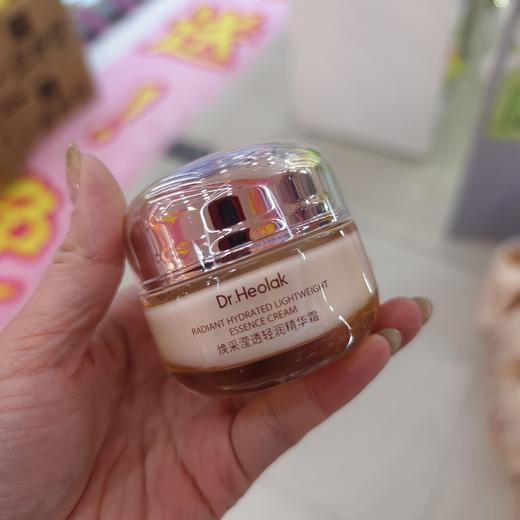 Dr.Heolak
RADIANT HYDRATED LIGHTWEIGHT
ESSENCE CREAM
焕采滢透轻润精华霜